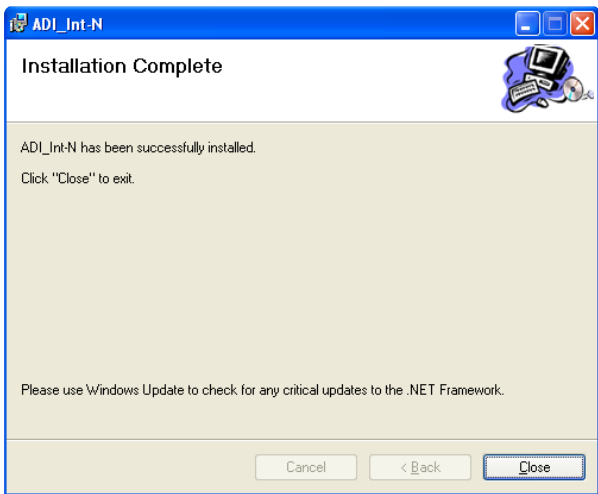 ADI_Int-N
Installation Complete
ADI_Int-N has been successfully installed.
Click "Close" to exit.
Please use Windows Update to check for any critical updates to the .NET Framework.
Cancel
< Back
Close